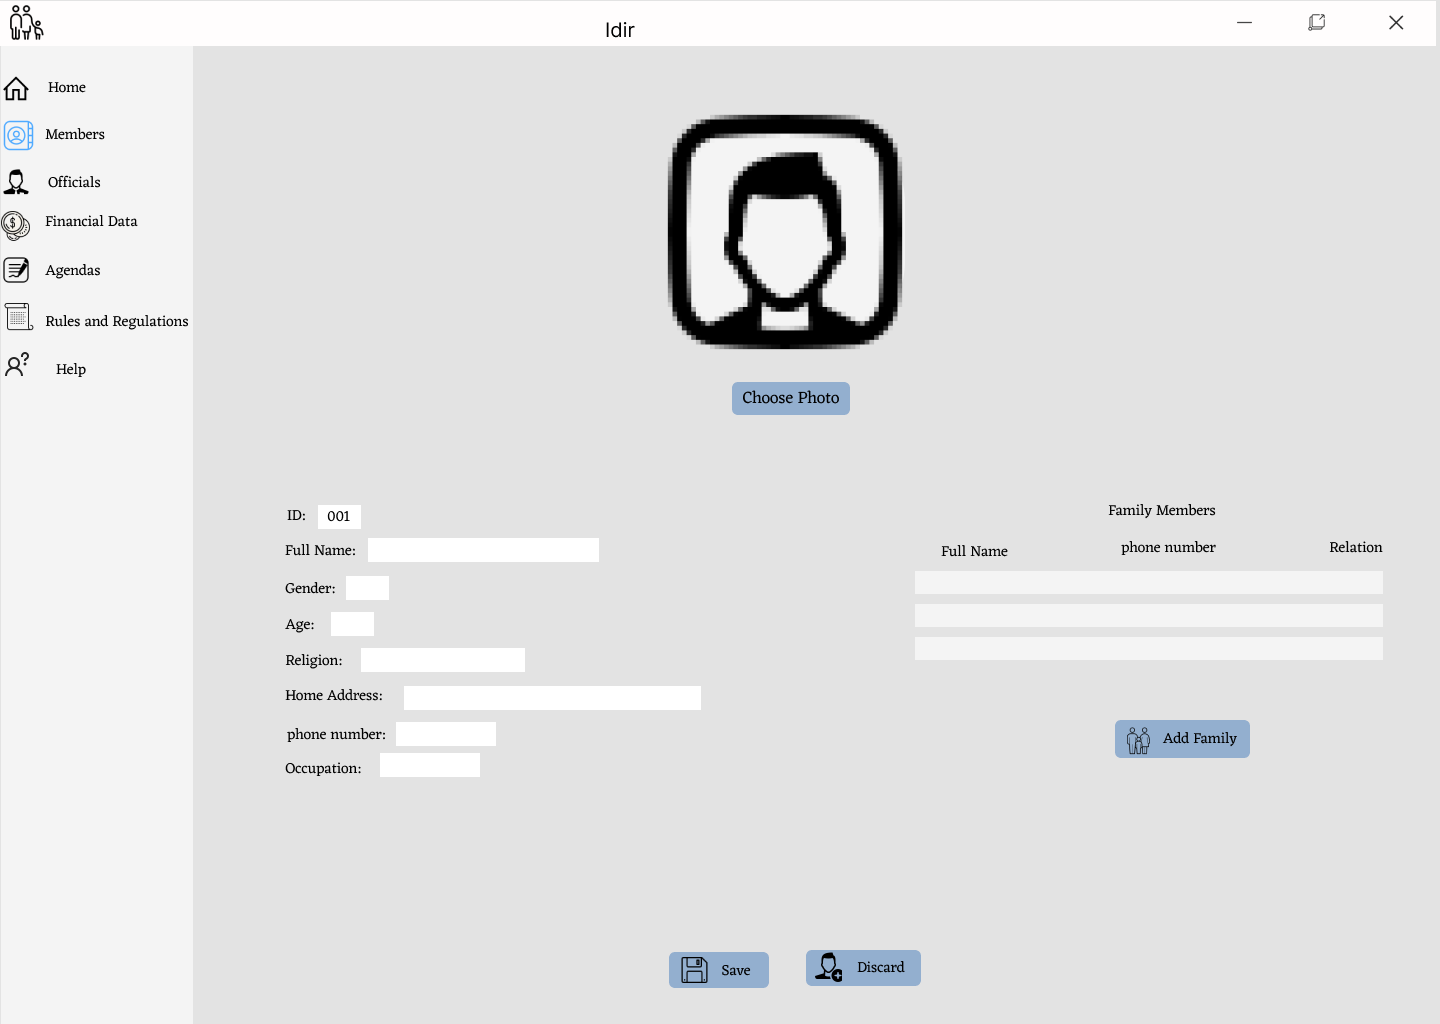 Idir
Home
Members
Officials
Financial Data
Agendas
Rules and Regulations
Help
Choose Photo
ID: 001
Full Name:
Gender:
Age:
Religion:
Home Address:
phone number:
Occupation:
Family Members
Full Name phone number Relation
Add Family
Save
Discard